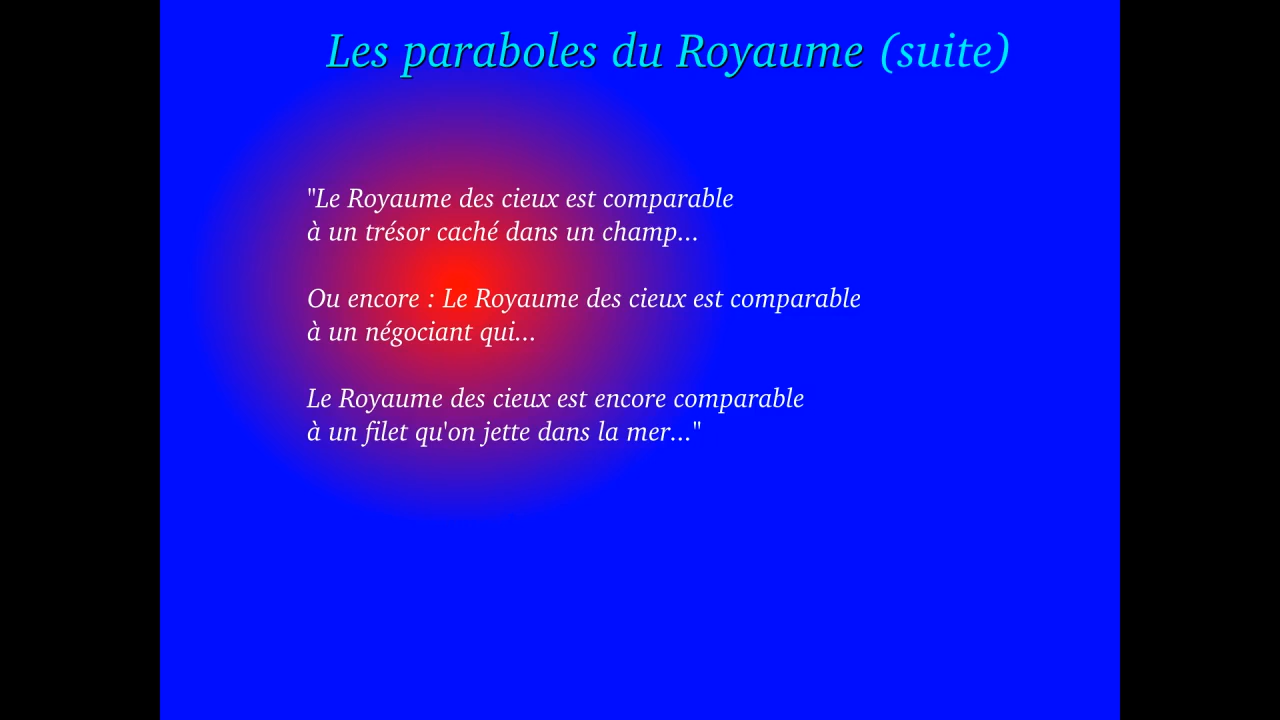 Les paraboles du Royaume (suite)
"Le Royaume des cieux est comparable
à un trésor caché dans un champ...
Ou encore : Le Royaume des cieux est comparable
à un négociant qui...
Le Royaume des cieux est encore comparable
à un filet qu'on jette dans la mer..."